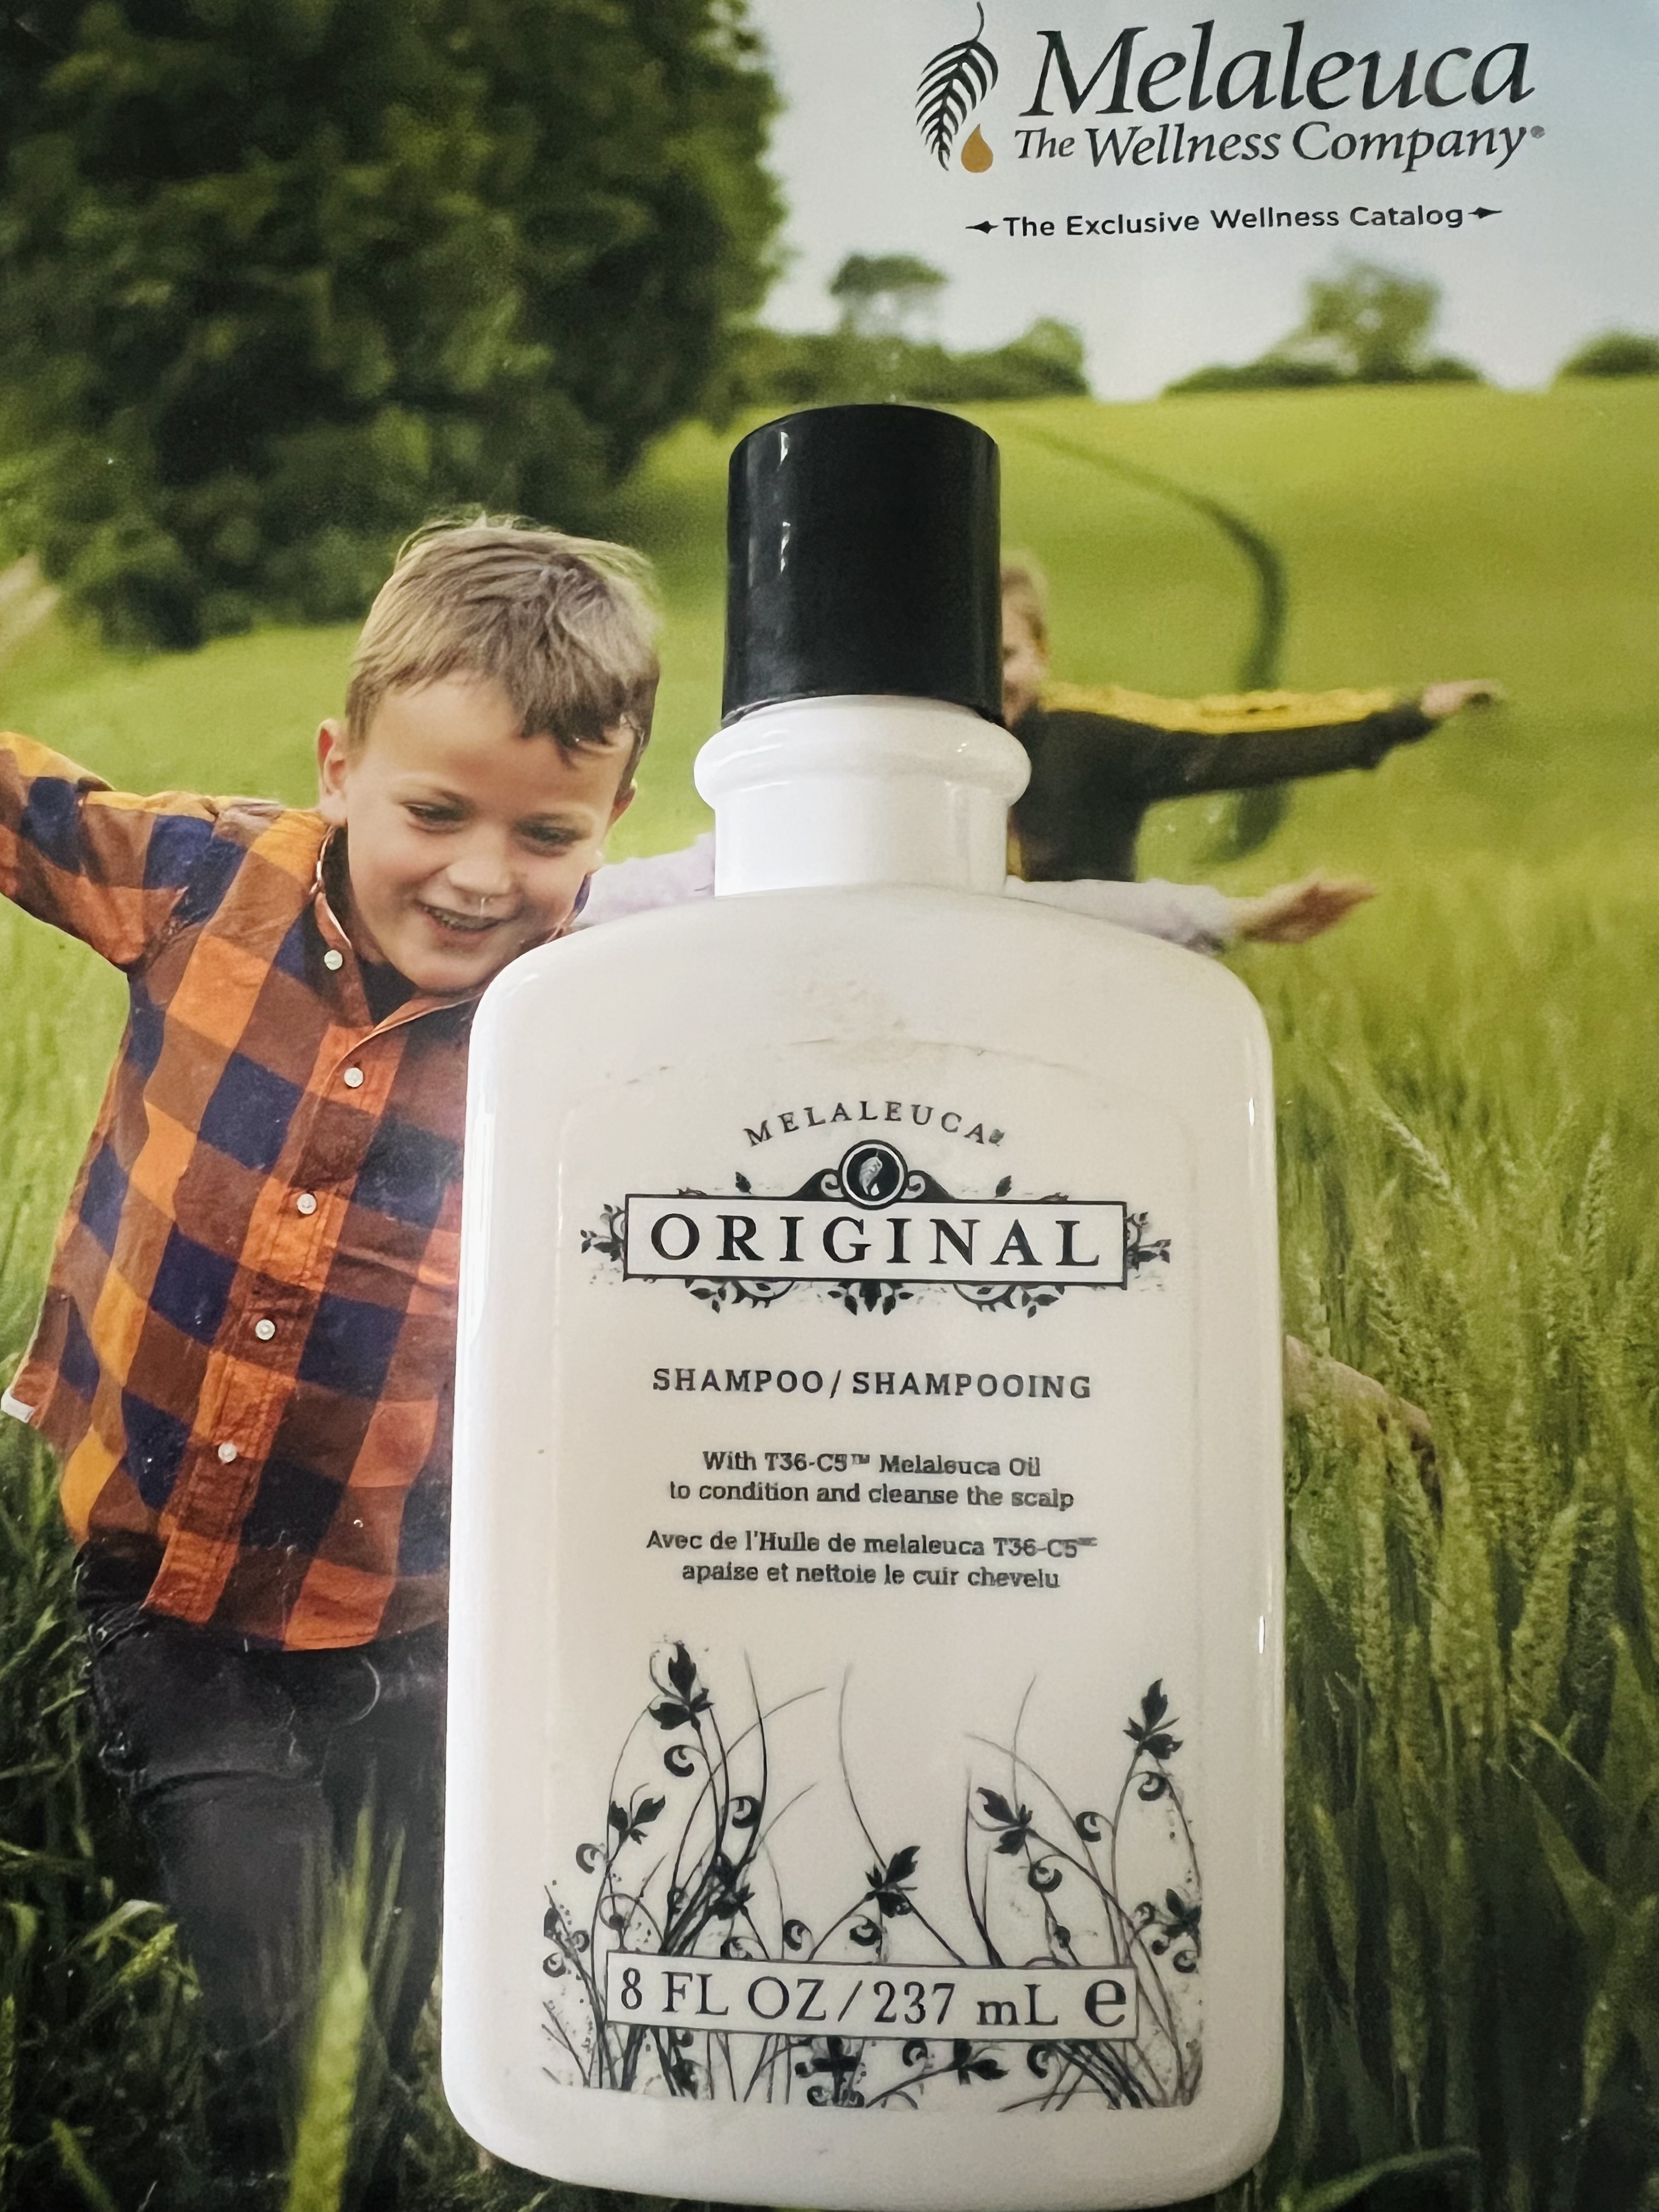 Melaleuca
The Wellness Company®
The Exclusive Wellness Catalog
MELALEUCA®
ORIGINAL
SHAMPOO/SHAMPOOING
With T36-C5™ Melaleuca Oil
to condition and cleanse the scalp
Avec de l'Huile de melaleuca T36-C5ᴹᶜ
apaise et nettoie le cuir chevelu
8 FL OZ/237 mL e